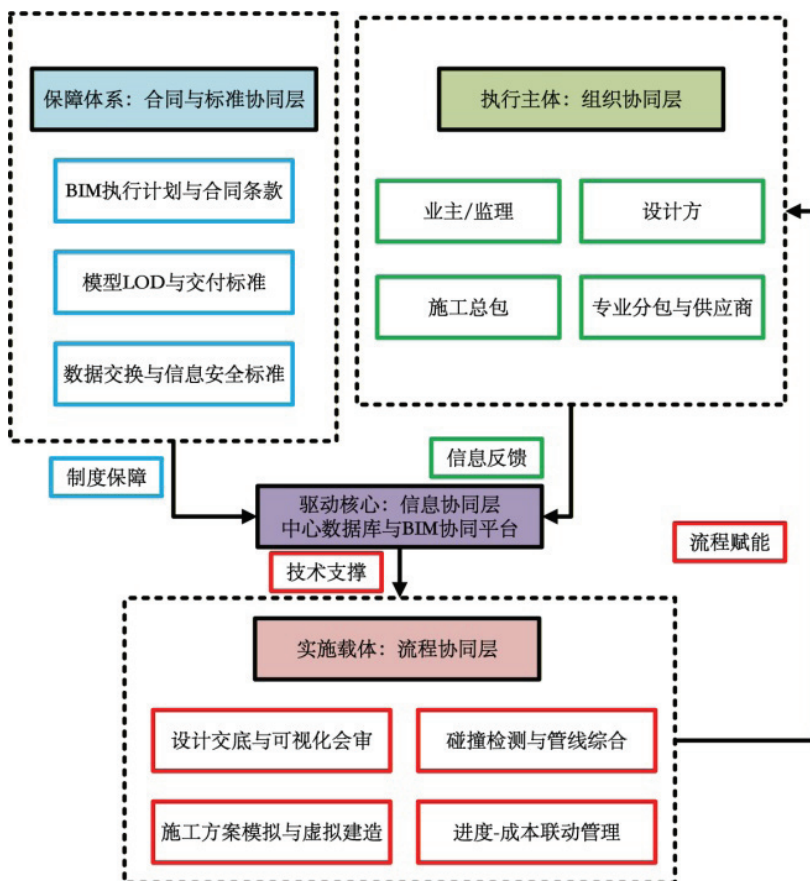 保障体系：合同与标准协同层
BIM执行计划与合同条款
模型LOD与交付标准
数据交换与信息安全标准
执行主体：组织协同层
业主/监理
设计方
施工总包
专业分包与供应商
制度保障
信息反馈
驱动核心：信息协同层
中心数据库与BIM协同平台
技术支撑
流程赋能
实施载体：流程协同层
设计交底与可视化会审
碰撞检测与管线综合
施工方案模拟与虚拟建造
进度-成本联动管理